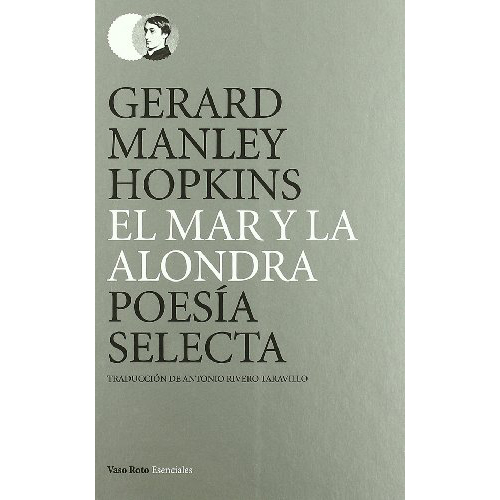 GERARD
MANLEY
HOPKINS
EL MAR Y LA
ALONDRA
POESÍA
SELECTA
TRADUCCIÓN DE ANTONIO RIVERO TARAVILLO
Vaso Roto Esenciales